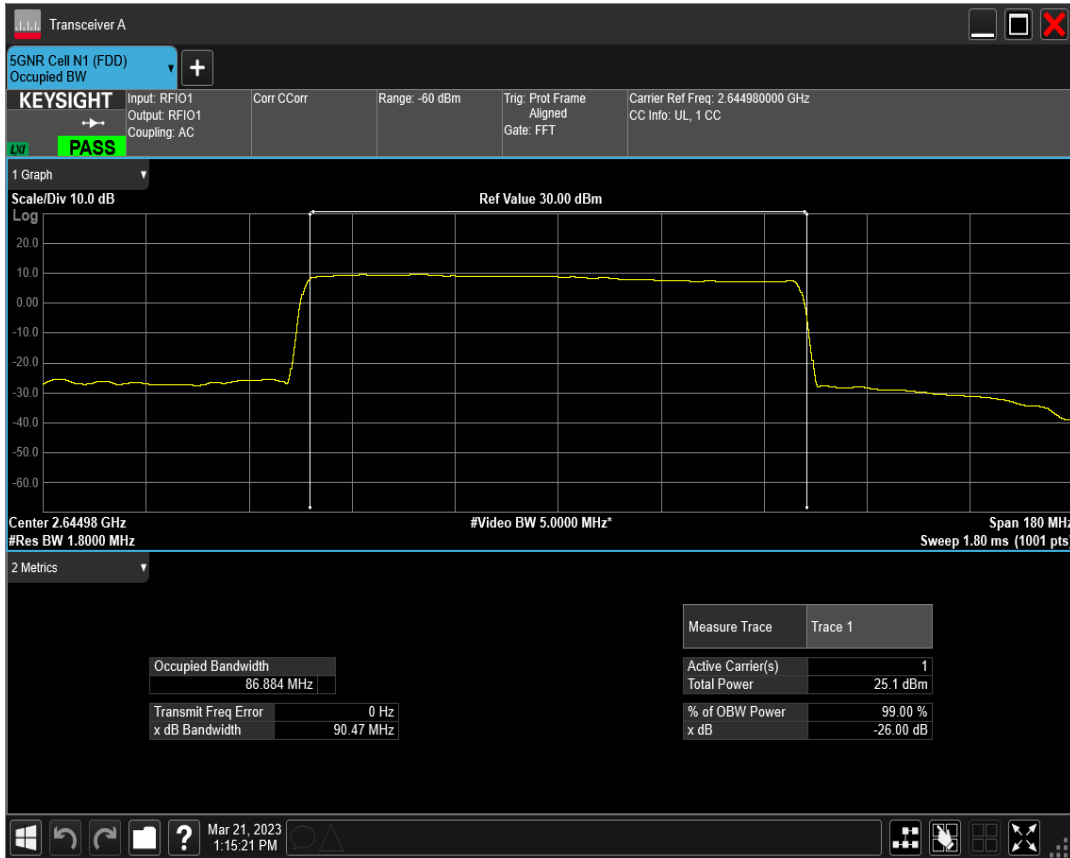 Transceiver A
5GNR Cell N1 (FDD)
Occupied BW
+
KEYSIGHT
LXI
PASS
Input: RFIO1
Output: RFIO1
Coupling: AC
Corr CCorr
Range: -60 dBm
Trig: Prot Frame
Aligned
Gate: FFT
Carrier Ref Freq: 2.644980000 GHz
CC Info: UL, 1 CC
1 Graph
Scale/Div 10.0 dB
Ref Value 30.00 dBm
Log
20.0
10.0
0.00
-10.0
-20.0
-30.0
-40.0
-50.0
-60.0
Center 2.64498 GHz
#Video BW 5.0000 MHz*
Span 180 MHz
#Res BW 1.8000 MHz
Sweep 1.80 ms (1001 pts)
2 Metrics
Measure Trace Trace 1
Occupied Bandwidth
86.884 MHz
Active Carrier(s) 1
Total Power 25.1 dBm
Transmit Freq Error 0 Hz
x dB Bandwidth 90.47 MHz
% of OBW Power 99.00 %
x dB -26.00 dB
?
Mar 21, 2023
1:15:21 PM